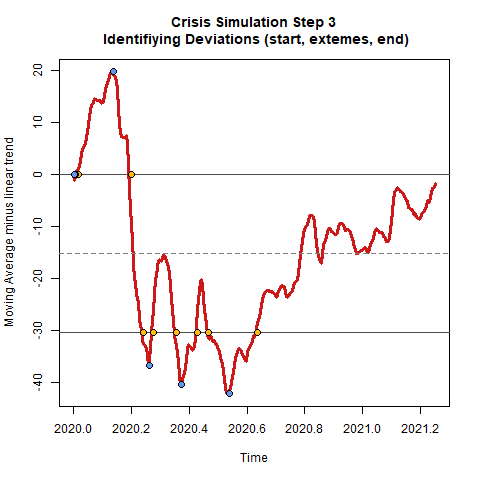 Crisis Simulation Step 3
Identifiying Deviations (start, extemes, end)
Moving Average minus linear trend
20
10
0
-10
-20
-30
-40
2020.0 2020.2 2020.4 2020.6 2020.8 2021.0 2021.2
Time